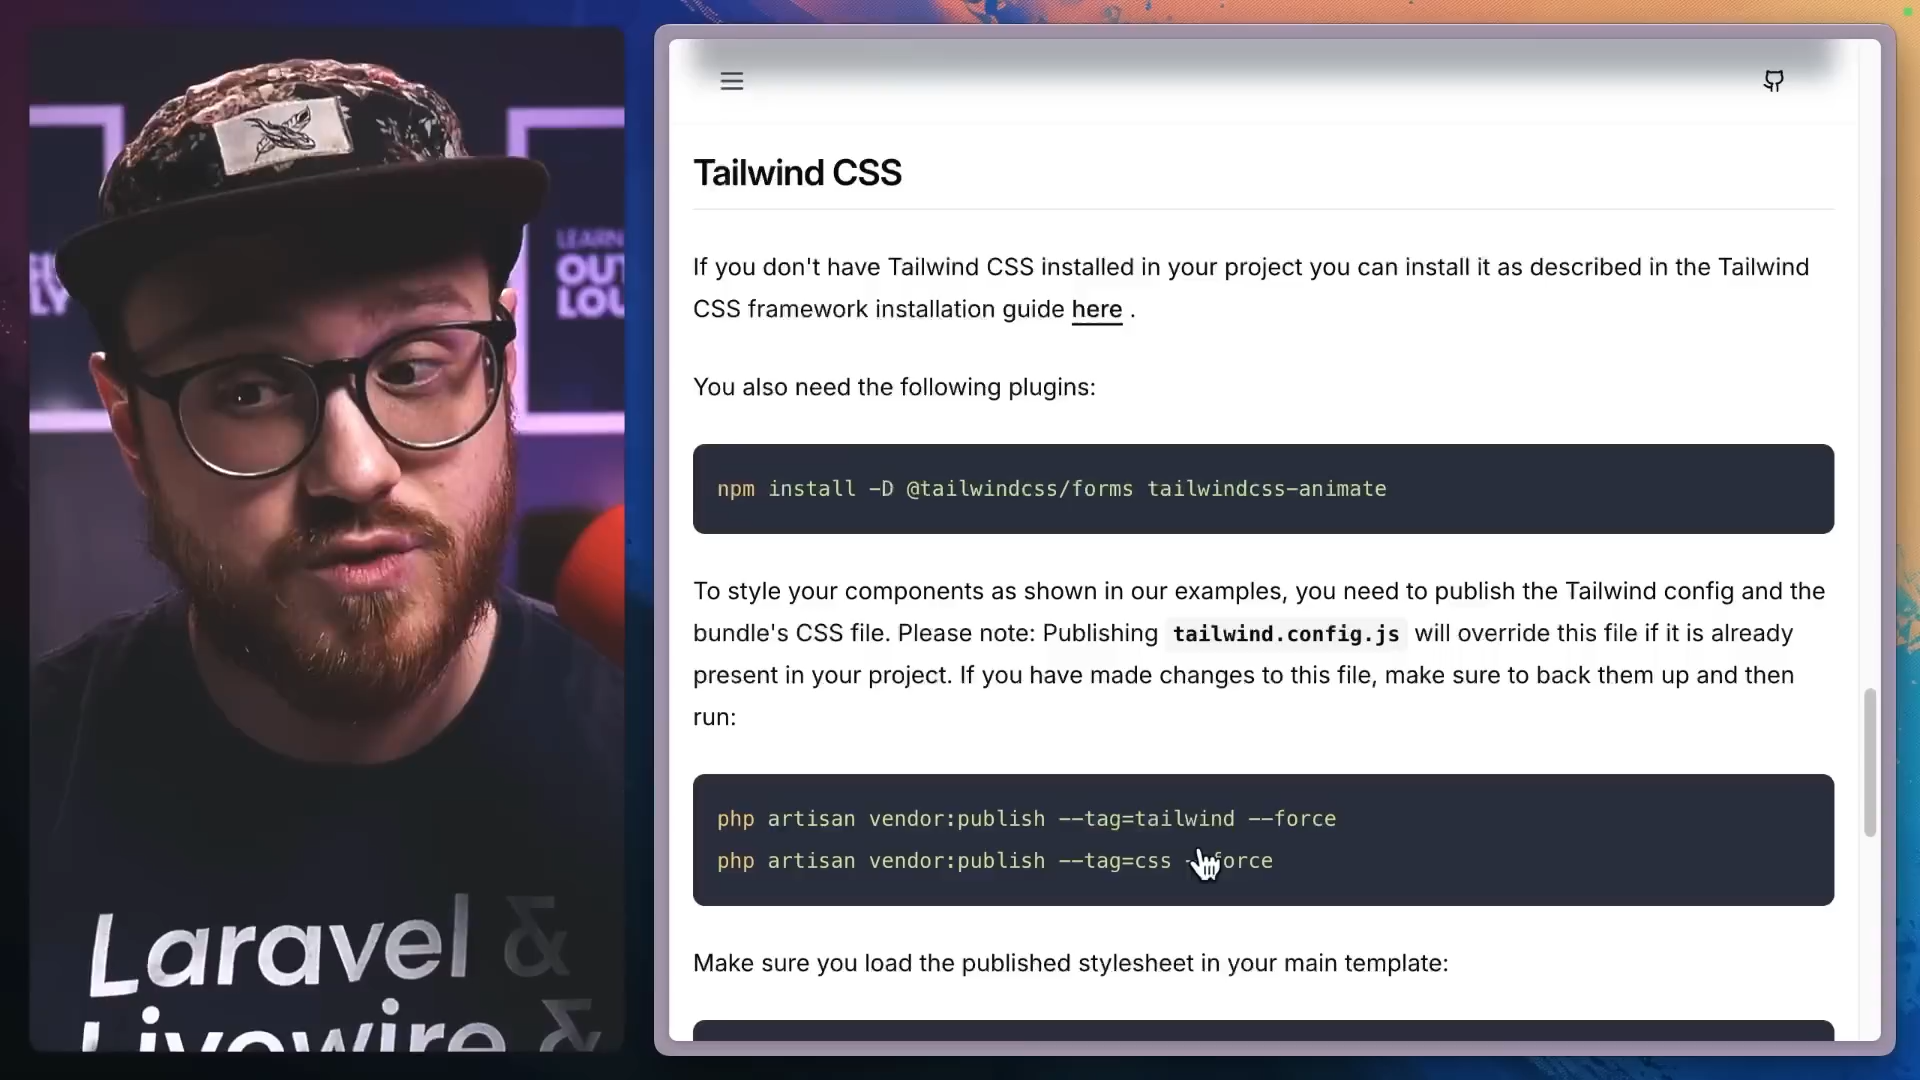 LEARN
OUT
LOU
LY
Laravel &
Livewire &
Tailwind CSS
If you don't have Tailwind CSS installed in your project you can install it as described in the Tailwind
CSS framework installation guide here .
You also need the following plugins:
npm install -D @tailwindcss/forms tailwindcss-animate
To style your components as shown in our examples, you need to publish the Tailwind config and the
bundle's CSS file. Please note: Publishing tailwind.config.js will override this file if it is already
present in your project. If you have made changes to this file, make sure to back them up and then
run:
php artisan vendor:publish --tag=tailwind --force
php artisan vendor:publish --tag=css --force
Make sure you load the published stylesheet in your main template: